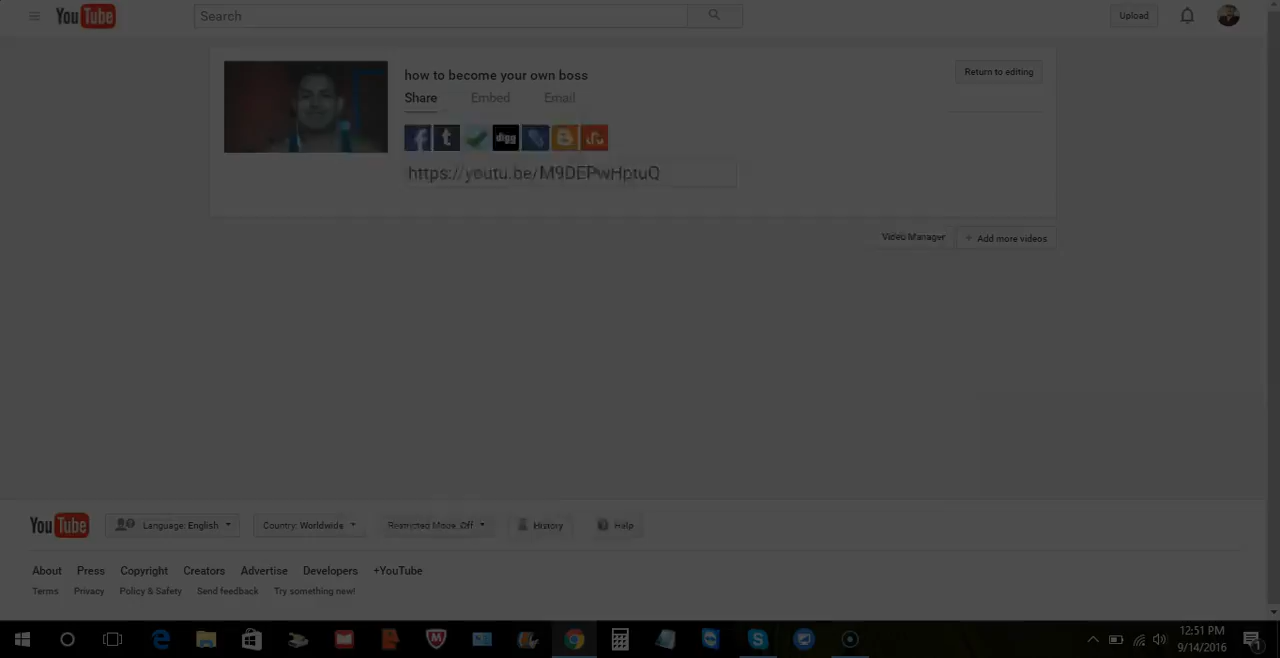 YouTube
Search
Upload
how to become your own boss
Return to editing
Share Embed Email
digg
https://youtu.be/M9DEPwHptuQ
Video Manager
+ Add more videos
YouTube
Language: English
Country: Worldwide
Restricted Mode: Off
History
Help
About Press Copyright Creators Advertise Developers +YouTube
Terms Privacy Policy & Safety Send feedback Try something new!
12:51 PM
9/14/2016